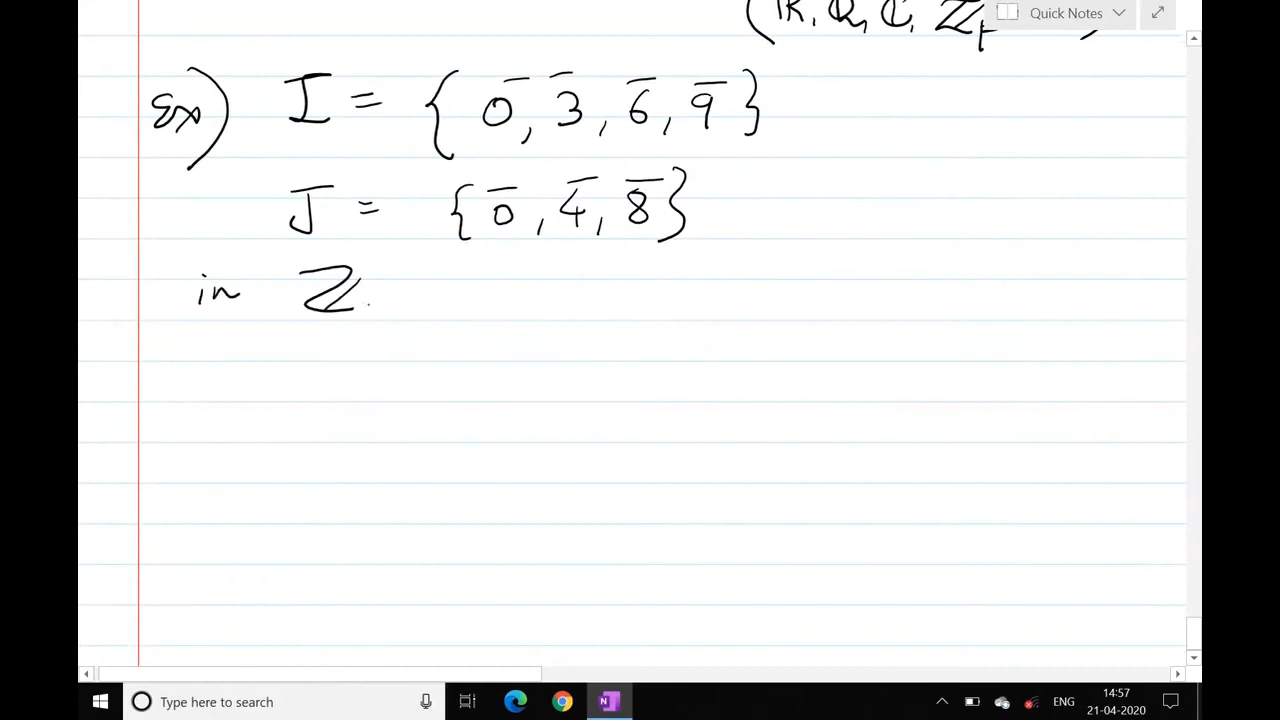 (ℝ, ℚ, ℂ, ℤₚ
Quick Notes
Ex) I = { 0̅, 3̅, 6̅, 9̅ }
J = { 0̅, 4̅, 8̅ }
in ℤ
Type here to search
ENG
14:57
21-04-2020